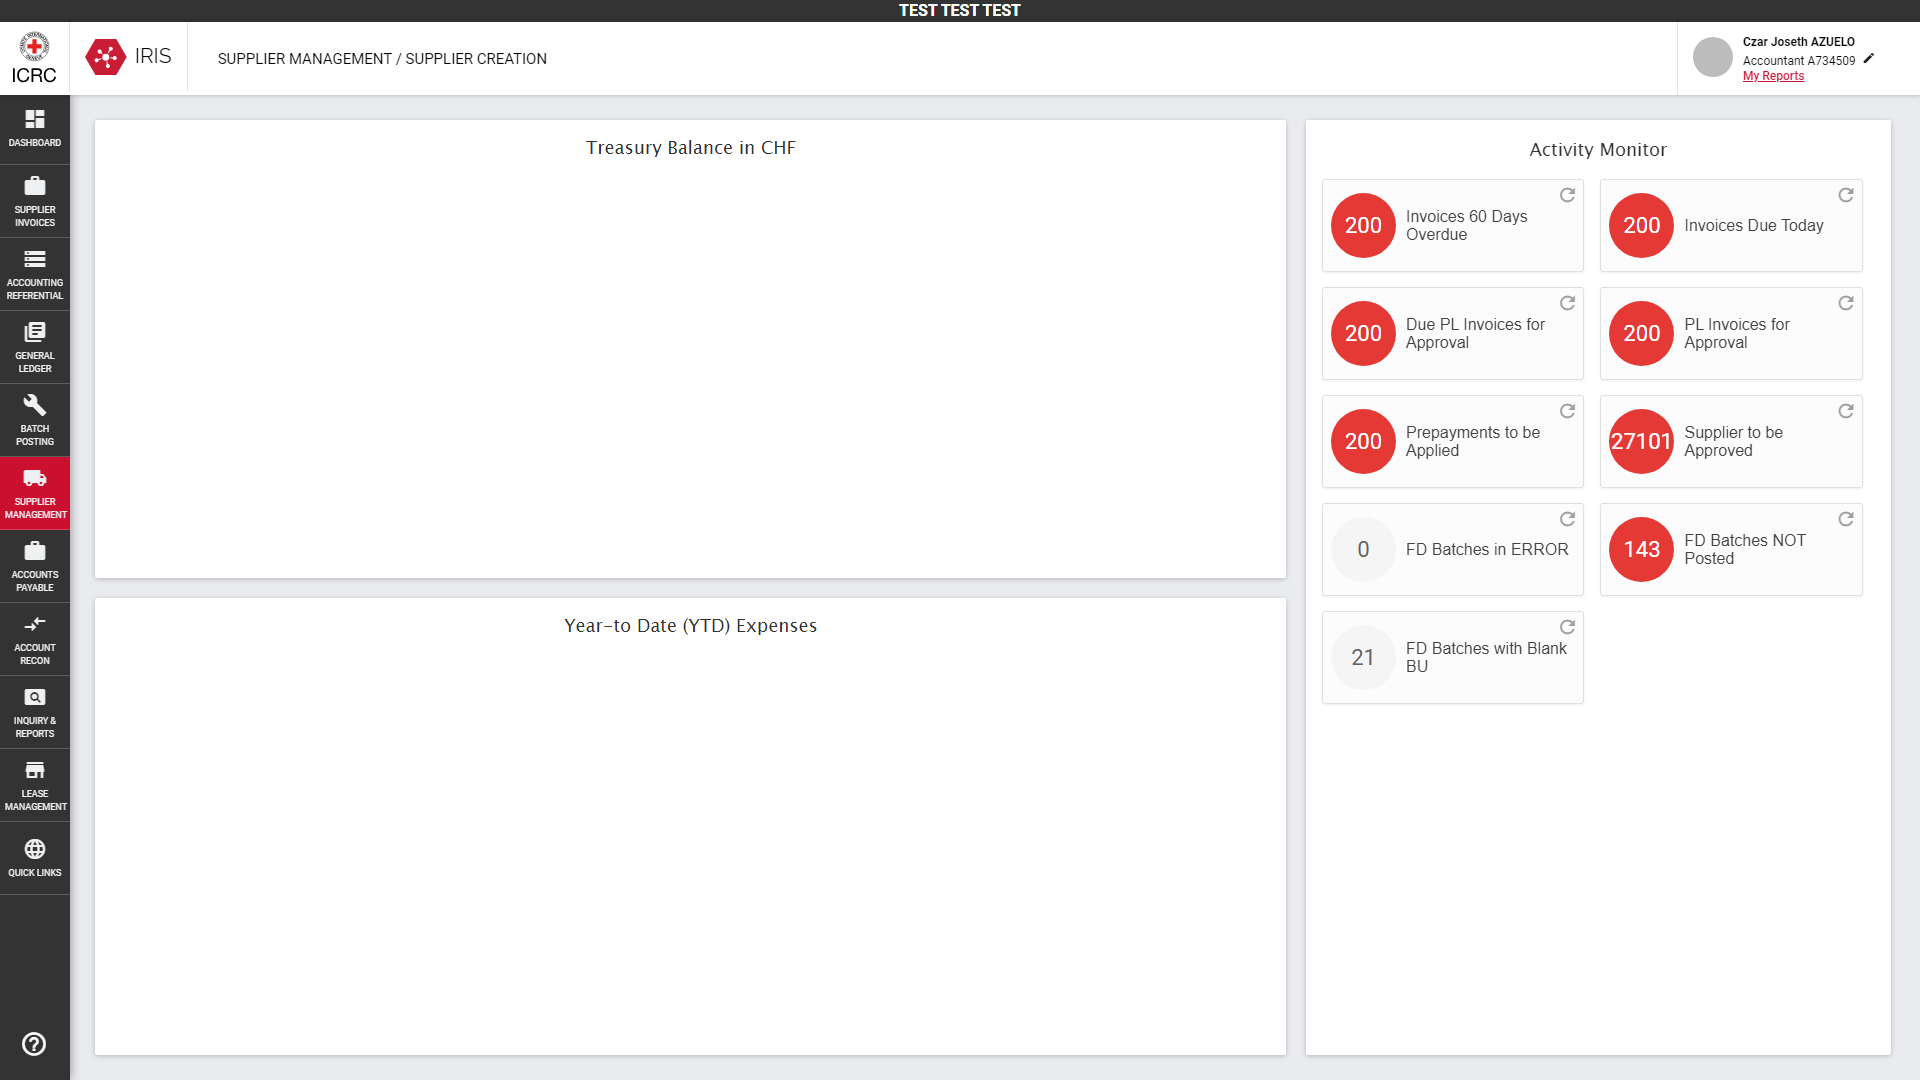 TEST TEST TEST
ICRC
IRIS
SUPPLIER MANAGEMENT / SUPPLIER CREATION
Czar Joseth AZUELO
Accountant A734509
My Reports
DASHBOARD
SUPPLIER
INVOICES
ACCOUNTING
REFERENTIAL
GENERAL
LEDGER
BATCH
POSTING
SUPPLIER
MANAGEMENT
ACCOUNTS
PAYABLE
ACCOUNT
RECON
INQUIRY &
REPORTS
LEASE
MANAGEMENT
QUICK LINKS
Treasury Balance in CHF
Year-to Date (YTD) Expenses
Activity Monitor
200
Invoices 60 Days
Overdue
200
Invoices Due Today
200
Due PL Invoices for
Approval
200
PL Invoices for
Approval
200
Prepayments to be
Applied
27101
Supplier to be
Approved
0
FD Batches in ERROR
143
FD Batches NOT
Posted
21
FD Batches with Blank
BU